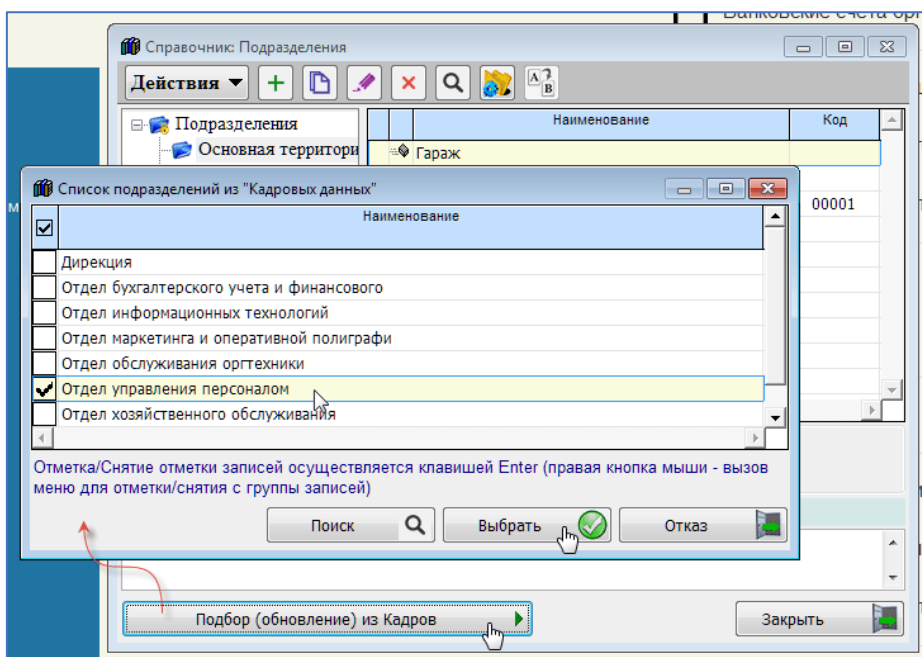 Банковские счета орг
Справочник: Подразделения
Действия
Подразделения
Основная территори
Наименование
Код
Гараж
00001
Список подразделений из "Кадровых данных"
Наименование
Дирекция
Отдел бухгалтерского учета и финансового
Отдел информационных технологий
Отдел маркетинга и оперативной полиграфи
Отдел обслуживания оргтехники
Отдел управления персоналом
Отдел хозяйственного обслуживания
Отметка/Снятие отметки записей осуществляется клавишей Enter (правая кнопка мыши - вызов
меню для отметки/снятия с группы записей)
Поиск
Выбрать
Отказ
Подбор (обновление) из Кадров
Закрыть